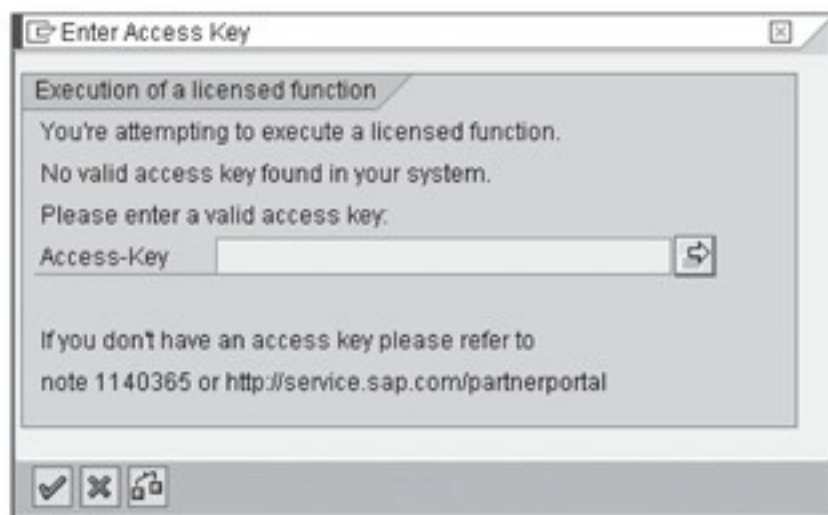 Enter Access Key
Execution of a licensed function
You're attempting to execute a licensed function.
No valid access key found in your system.
Please enter a valid access key:
Access-Key
If you don't have an access key please refer to
note 1140365 or http://service.sap.com/partnerportal